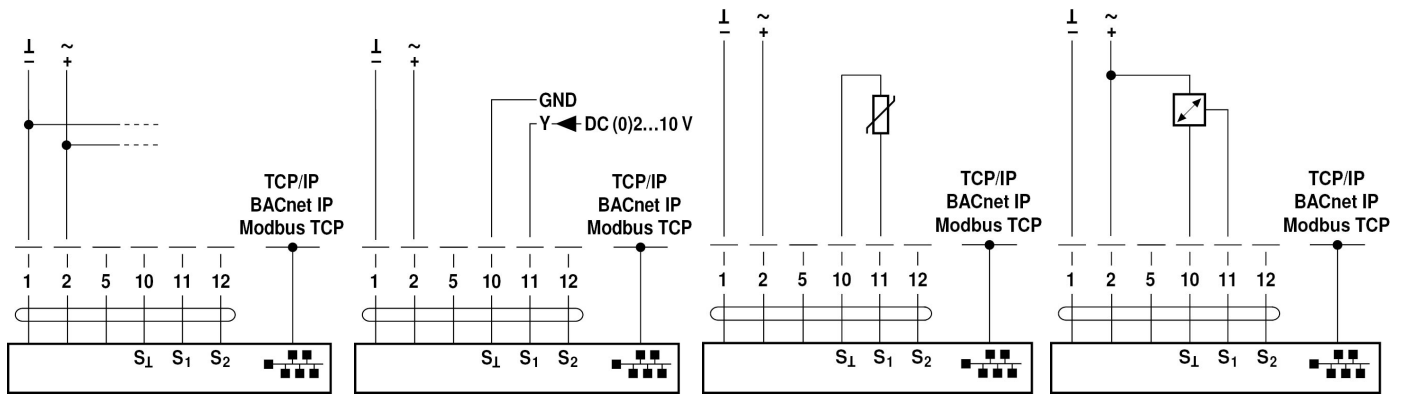 ⊥ ~
– +
TCP/IP
BACnet IP
Modbus TCP
1 2 5 10 11 12
S⊥ S1 S2
⊥ ~
– +
GND
Y DC (0)2…10 V
TCP/IP
BACnet IP
Modbus TCP
1 2 5 10 11 12
S⊥ S1 S2
⊥ ~
– +
TCP/IP
BACnet IP
Modbus TCP
1 2 5 10 11 12
S⊥ S1 S2
⊥ ~
– +
TCP/IP
BACnet IP
Modbus TCP
1 2 5 10 11 12
S⊥ S1 S2